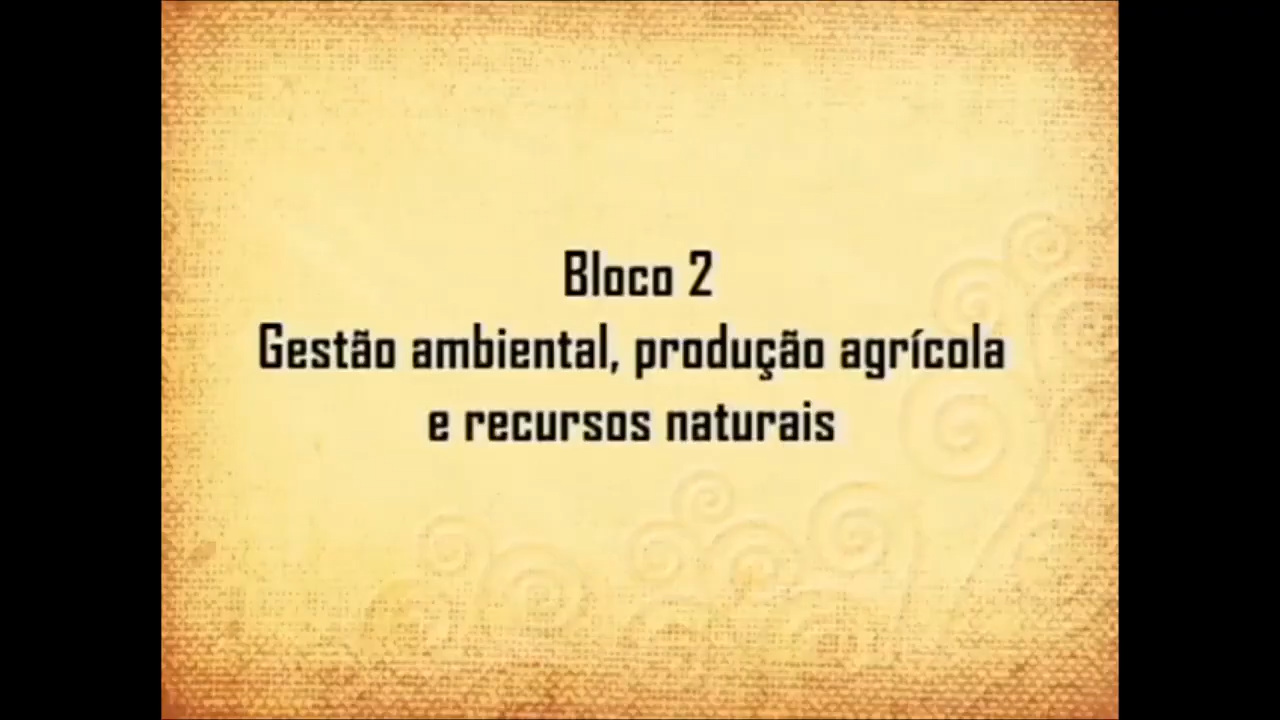 Bloco 2
Gestão ambiental, produção agrícola
e recursos naturais